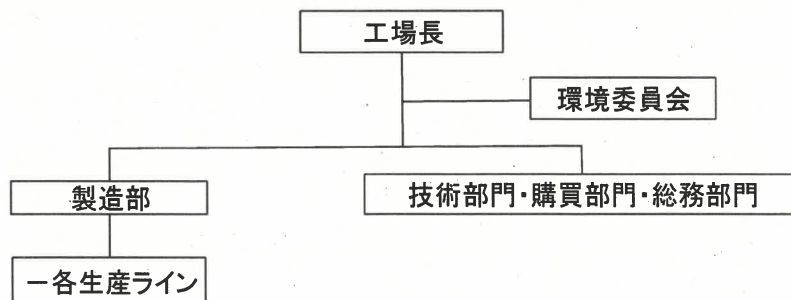 工場長
環境委員会
製造部
技術部門・購買部門・総務部門
－各生産ライン